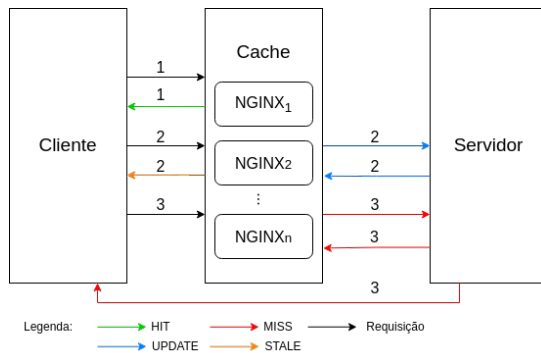 Cliente
Cache
Servidor
1
1
NGINX1
2
2
NGINX2
2
2
...
3
NGINXn
3
3
3
Legenda:
HIT
MISS
Requisição
UPDATE
STALE